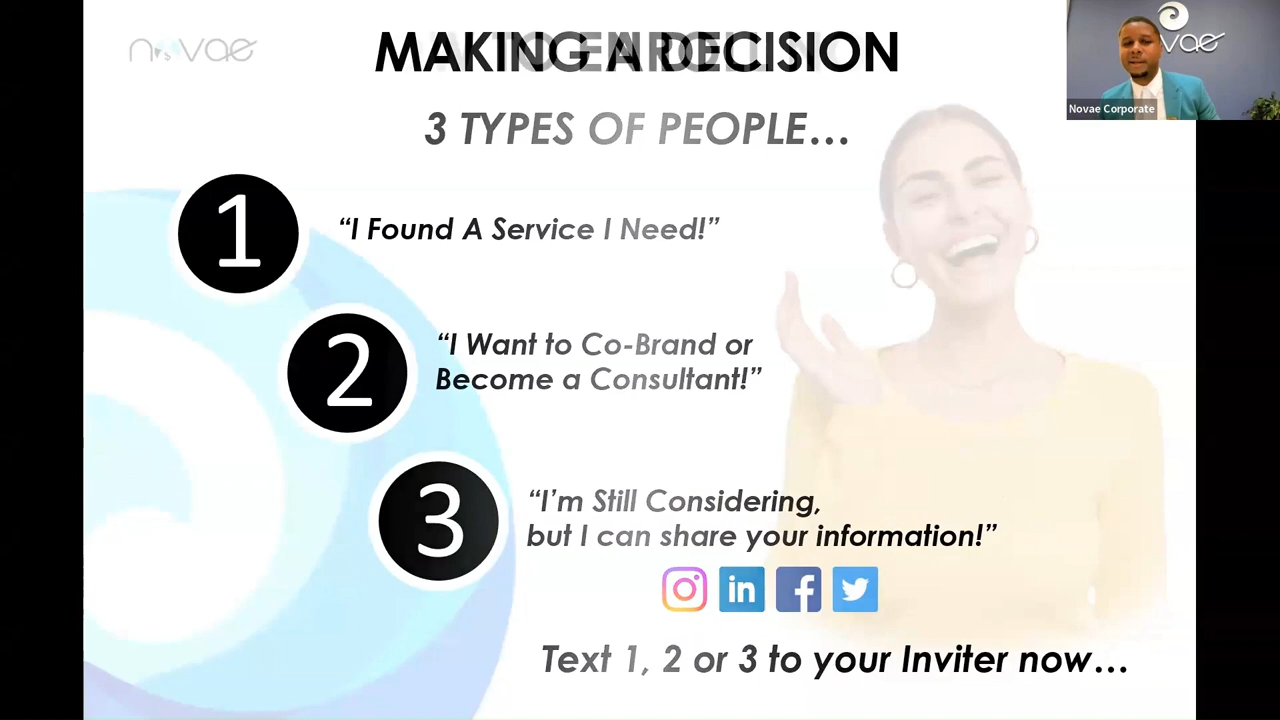 novae
MAKING A DECISION
3 TYPES OF PEOPLE...
1
“I Found A Service I Need!”
2
“I Want to Co-Brand or
Become a Consultant!”
3
“I’m Still Considering,
but I can share your information!”
in
f
Text 1, 2 or 3 to your Inviter now...
vae
Novae Corporate